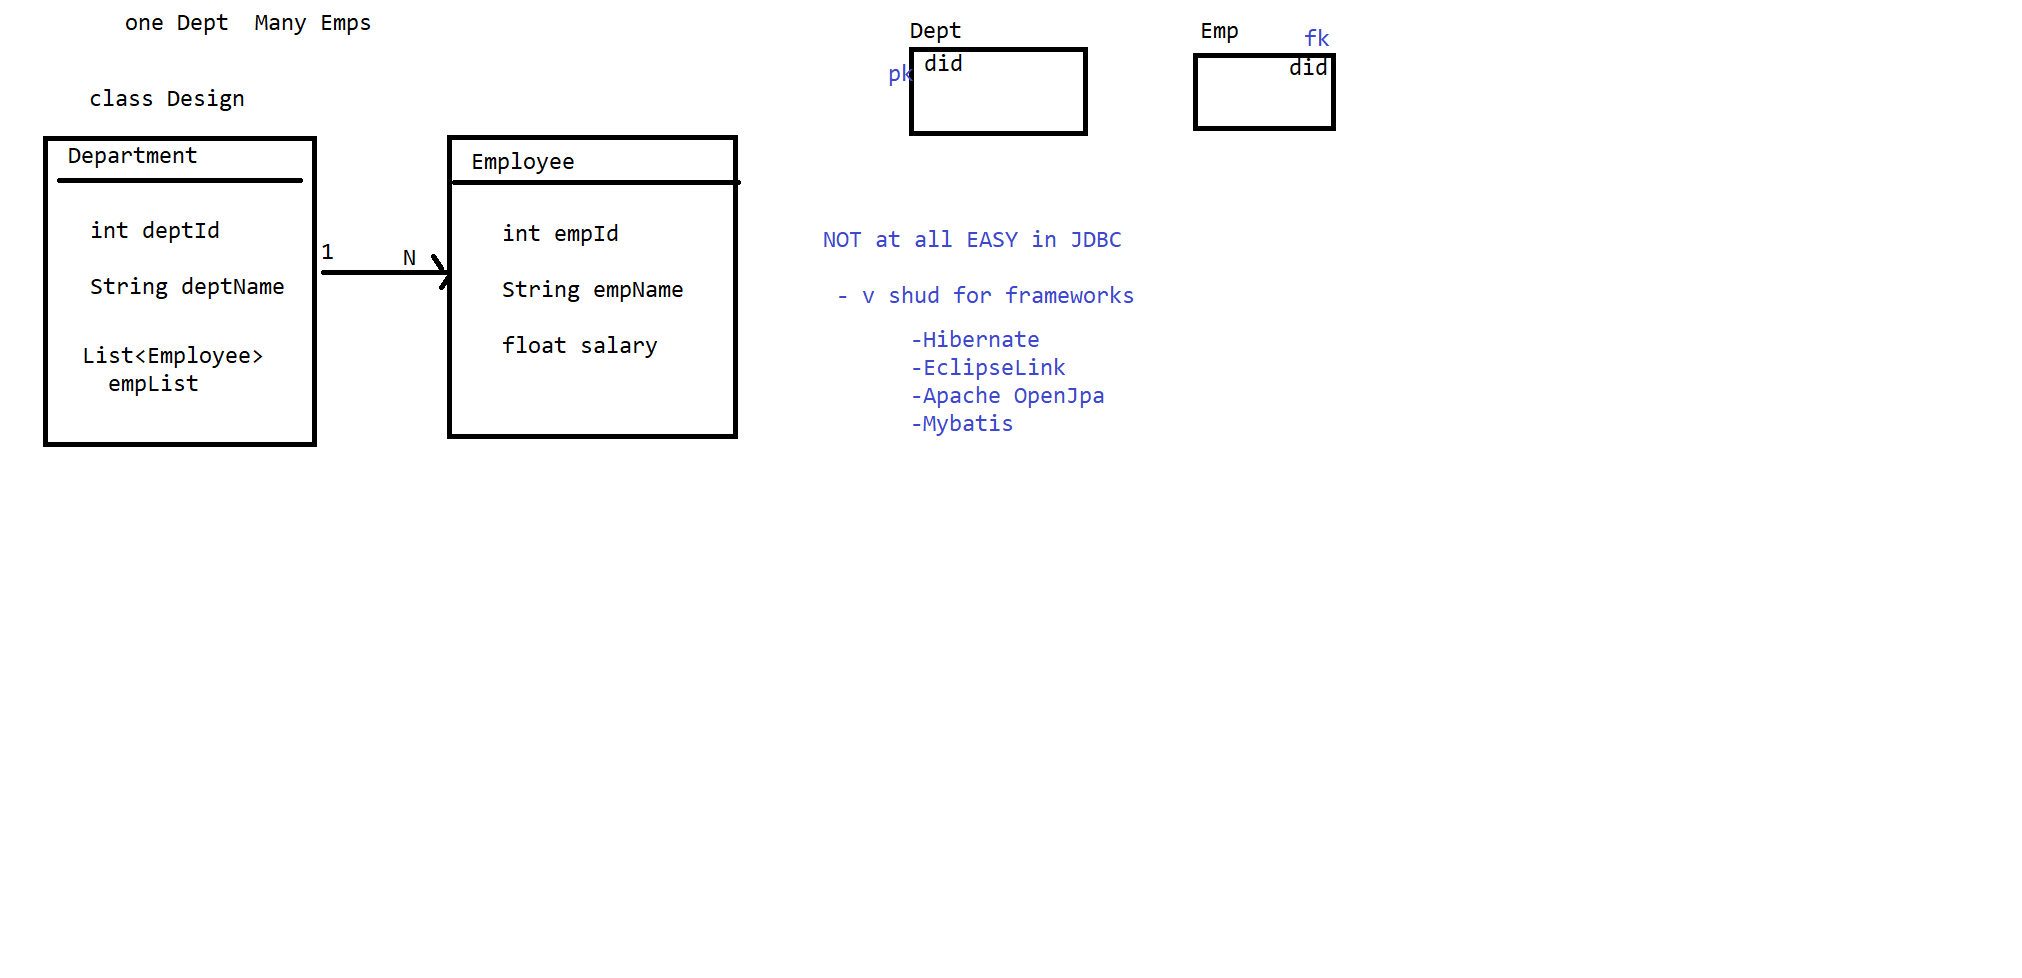 one Dept  Many Emps
class Design
Department
int deptId
String deptName
List<Employee>
empList
1
N
Employee
int empId
String empName
float salary
Dept
pk
did
Emp
fk
did
NOT at all EASY in JDBC
- v shud for frameworks
-Hibernate
-EclipseLink
-Apache OpenJpa
-Mybatis